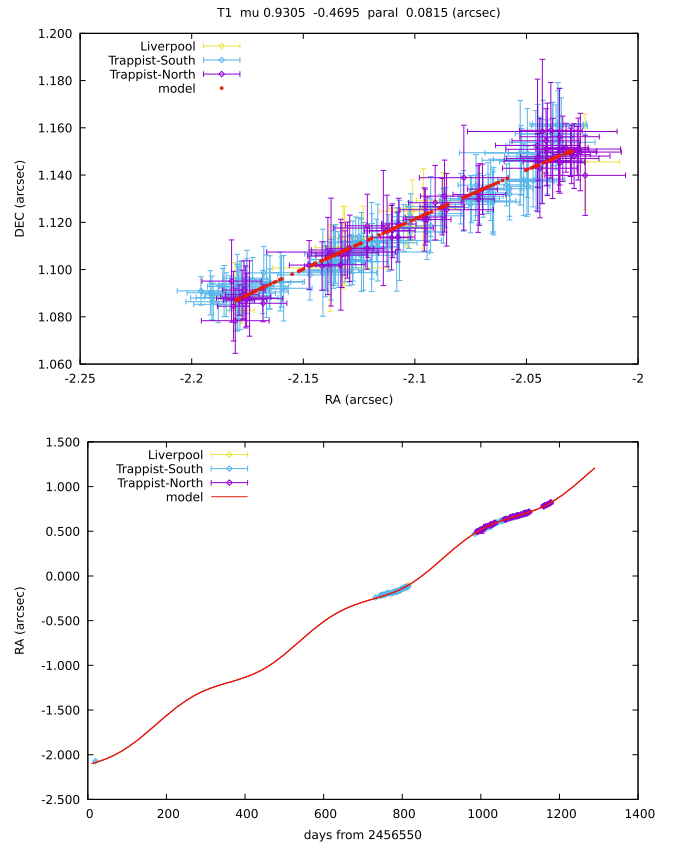 T1 mu 0.9305 -0.4695 paral 0.0815 (arcsec)
1.200
1.180
1.160
1.140
1.120
1.100
1.080
1.060
DEC (arcsec)
Liverpool
Trappist-South
Trappist-North
model
-2.25 -2.2 -2.15 -2.1 -2.05 -2
RA (arcsec)
1.500
1.000
0.500
0.000
-0.500
-1.000
-1.500
-2.000
-2.500
RA (arcsec)
Liverpool
Trappist-South
Trappist-North
model
0 200 400 600 800 1000 1200 1400
days from 2456550